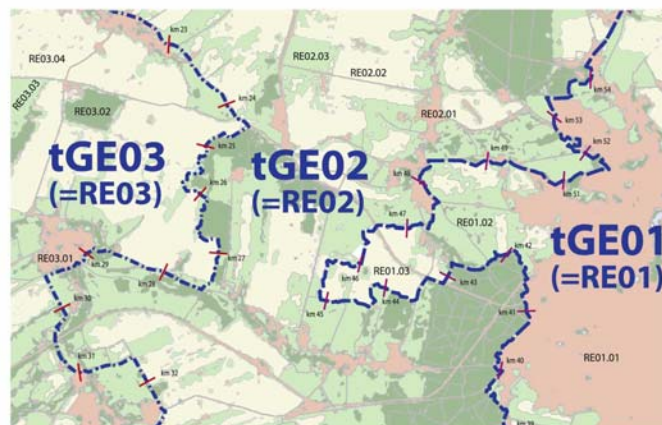 km 23
RE03.04
RE02.03
RE02.02
km 54
RE03.03
RE03.02
km 24
RE02.01
km 53
km 25
km 52
tGE03
(=RE03)
tGE02
(=RE02)
km 49
km 48
km 26
km 51
km 47
RE01.02
tGE01
(=RE01)
RE03.01
km 29
km 27
km 42
km 46
RE01.03
km 28
km 43
km 30
km 45
km 44
km 41
km 31
km 32
km 40
RE01.01
km 39